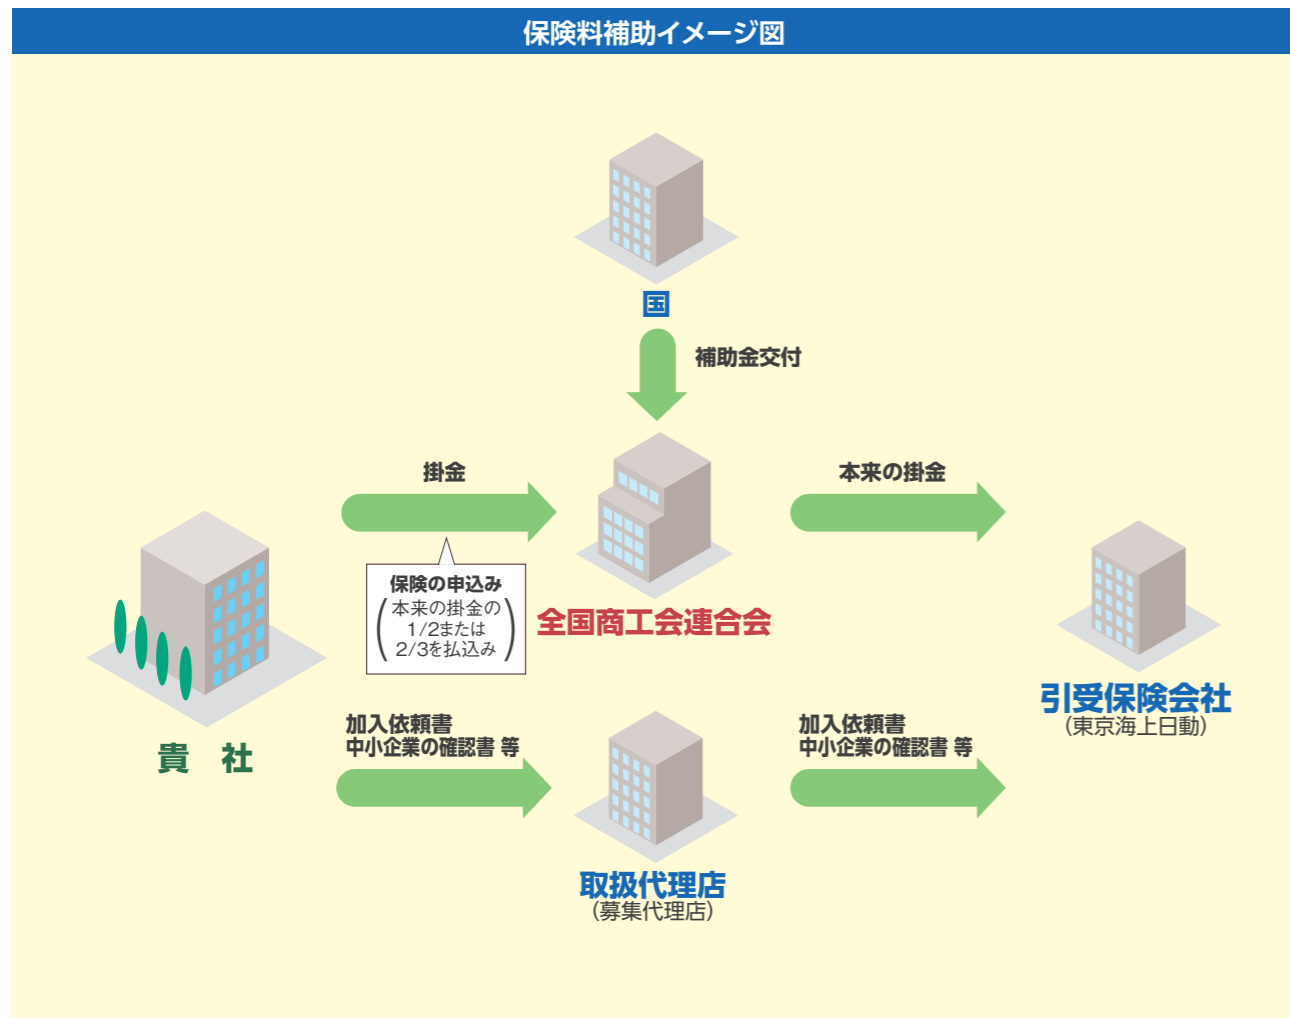 保険料補助イメージ図
国
補助金交付
掛金
本来の掛金
保険の申込み
(本来の掛金の
1/2または
2/3を払込み)
全国商工会連合会
引受保険会社
(東京海上日動)
貴 社
加入依頼書
中小企業の確認書 等
加入依頼書
中小企業の確認書 等
取扱代理店
(募集代理店)